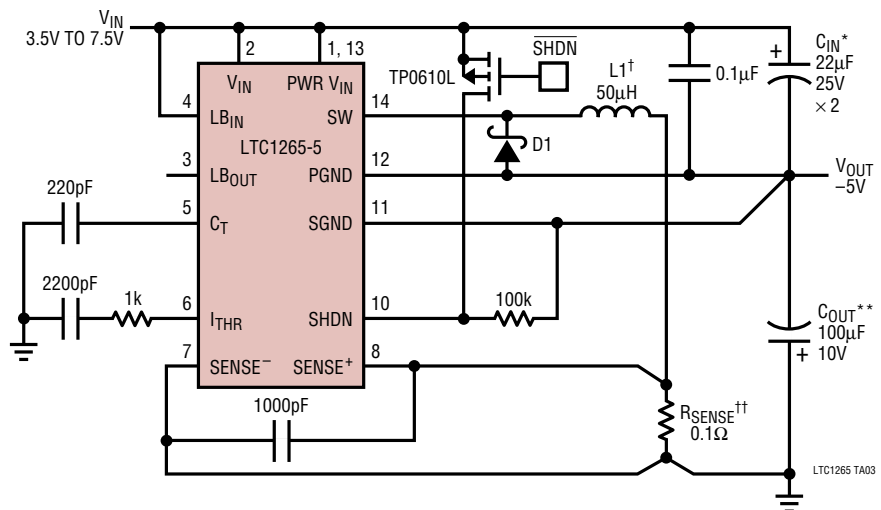 VIN
3.5V TO 7.5V
2
1, 13
VIN
PWR VIN
TP0610L
SHDN
L1†
50µH
0.1µF
+
CIN*
22µF
25V
× 2
4
LBIN
SW
14
LTC1265-5
D1
3
LBOUT
PGND
12
VOUT
–5V
220pF
5
CT
SGND
11
2200pF
1k
6
ITHR
SHDN
10
100k
COUT**
100µF
10V
+
7
SENSE–
SENSE+
8
1000pF
RSENSE††
0.1Ω
LTC1265 TA03